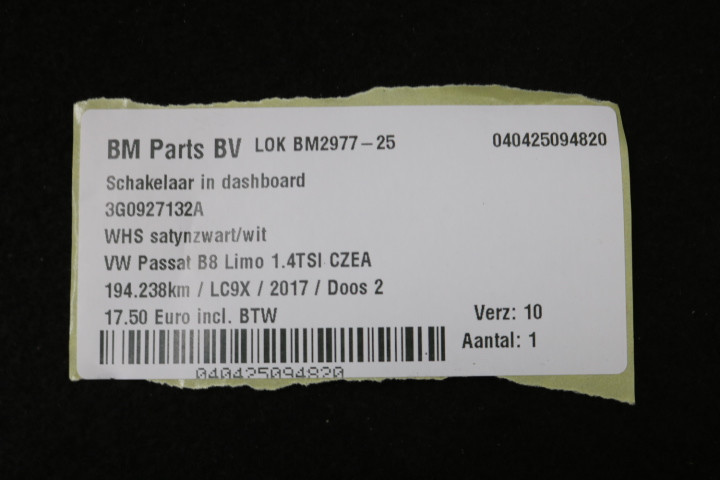 BM Parts BV LOK BM2977-25 040425094820
Schakelaar in dashboard
3G0927132A
WHS satynzwart/wit
VW Passat B8 Limo 1.4TSI CZEA
194.238km / LC9X / 2017 / Doos 2
17.50 Euro incl. BTW Verz: 10
Aantal: 1
040425094820